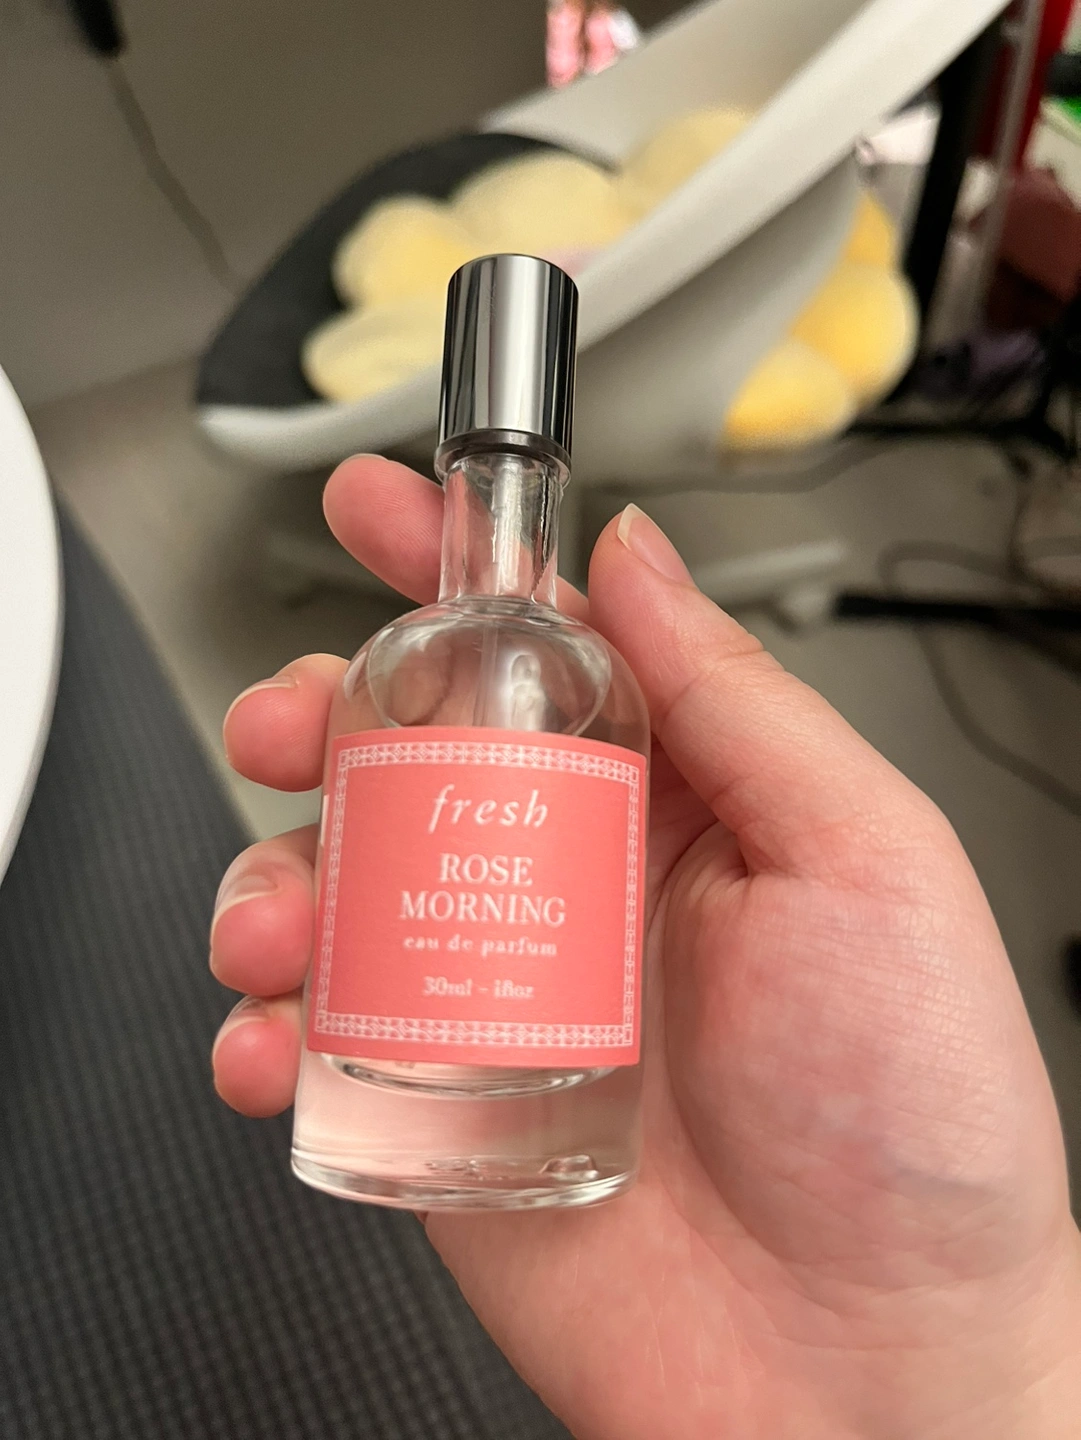 fresh
ROSE
MORNING
eau de parfum
30ml - 1floz